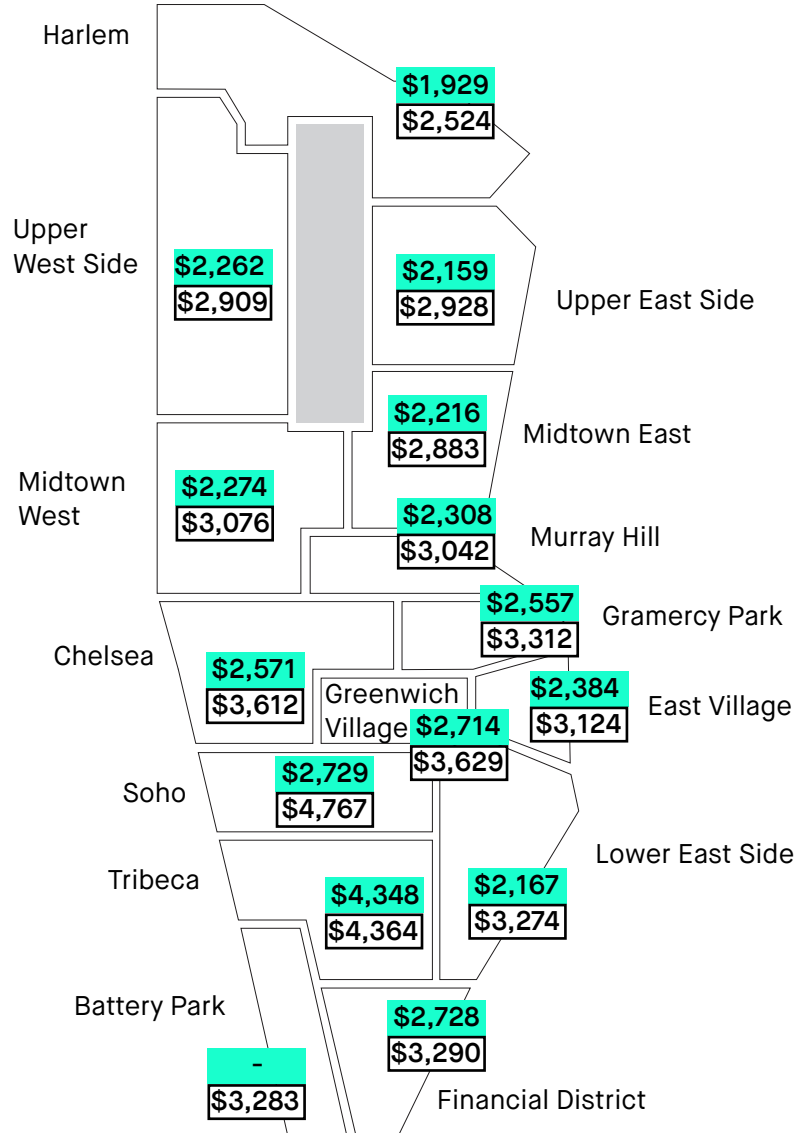 Harlem
$1,929
$2,524
Upper
West Side
$2,262
$2,909
$2,159
$2,928
Upper East Side
$2,216
$2,883
Midtown East
Midtown
West
$2,274
$3,076
$2,308
$3,042
Murray Hill
$2,557
$3,312
Gramercy Park
Chelsea
$2,571
$3,612
Greenwich
Village
$2,714
$3,629
$2,384
$3,124
East Village
Soho
$2,729
$4,767
Lower East Side
$2,167
$3,274
Tribeca
$4,348
$4,364
Battery Park
-
$3,283
$2,728
$3,290
Financial District